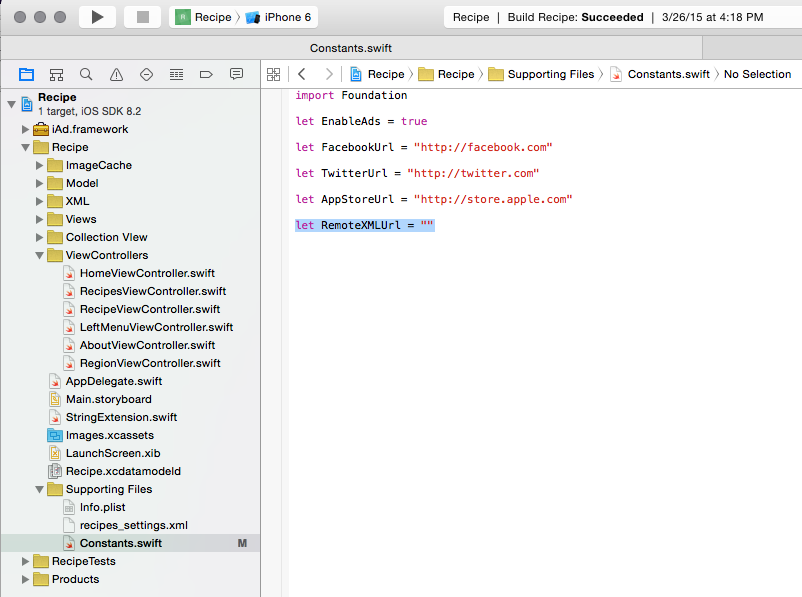 Recipe 〉 iPhone 6
Recipe | Build Recipe: Succeeded | 3/26/15 at 4:18 PM
Constants.swift
Recipe 〉 Recipe 〉 Supporting Files 〉 Constants.swift 〉 No Selection
Recipe
1 target, iOS SDK 8.2
iAd.framework
Recipe
ImageCache
Model
XML
Views
Collection View
ViewControllers
HomeViewController.swift
RecipesViewController.swift
RecipeViewController.swift
LeftMenuViewController.swift
AboutViewController.swift
RegionViewController.swift
AppDelegate.swift
Main.storyboard
StringExtension.swift
Images.xcassets
LaunchScreen.xib
Recipe.xcdatamodeld
Supporting Files
Info.plist
recipes_settings.xml
Constants.swift M
RecipeTests
Products
import Foundation
let EnableAds = true
let FacebookUrl = "http://facebook.com"
let TwitterUrl = "http://twitter.com"
let AppStoreUrl = "http://store.apple.com"
let RemoteXMLUrl = ""